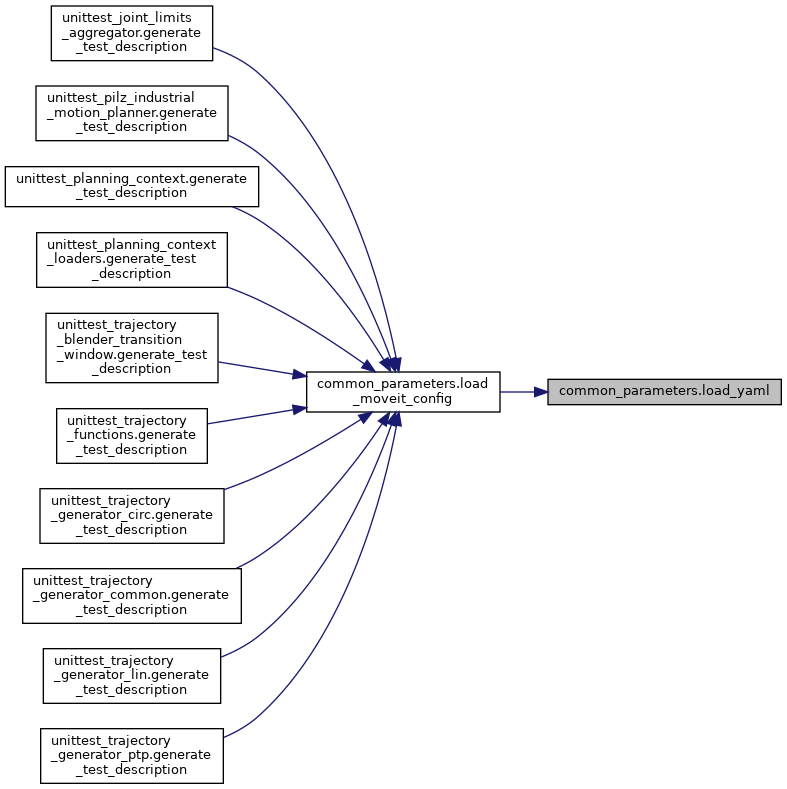 unittest_joint_limits
_aggregator.generate
_test_description
unittest_pilz_industrial
_motion_planner.generate
_test_description
unittest_planning_context.generate
_test_description
unittest_planning_context
_loaders.generate_test
_description
unittest_trajectory
_blender_transition
_window.generate_test
_description
unittest_trajectory
_functions.generate
_test_description
unittest_trajectory
_generator_circ.generate
_test_description
unittest_trajectory
_generator_common.generate
_test_description
unittest_trajectory
_generator_lin.generate
_test_description
unittest_trajectory
_generator_ptp.generate
_test_description
common_parameters.load
_moveit_config
common_parameters.load_yaml